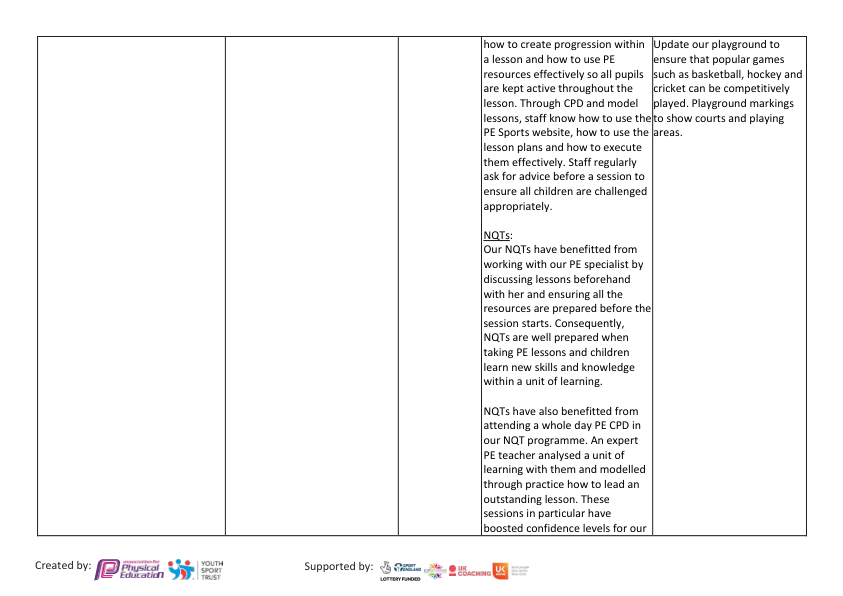 how to create progression within
a lesson and how to use PE
resources effectively so all pupils
are kept active throughout the
lesson. Through CPD and model
lessons, staff know how to use the
PE Sports website, how to use the
lesson plans and how to execute
them effectively. Staff regularly
ask for advice before a session to
ensure all children are challenged
appropriately.
NQTs:
Our NQTs have benefitted from
working with our PE specialist by
discussing lessons beforehand
with her and ensuring all the
resources are prepared before the
session starts. Consequently,
NQTs are well prepared when
taking PE lessons and children
learn new skills and knowledge
within a unit of learning.
NQTs have also benefitted from
attending a whole day PE CPD in
our NQT programme. An expert
PE teacher analysed a unit of
learning with them and modelled
through practice how to lead an
outstanding lesson. These
sessions in particular have
boosted confidence levels for our
Update our playground to
ensure that popular games
such as basketball, hockey and
cricket can be competitively
played. Playground markings
to show courts and playing
areas.
Created by:
Physical
Education
YOUTH
SPORT
TRUST
Supported by:
SPORT
ENGLAND
LOTTERY FUNDED
UK
COACHING